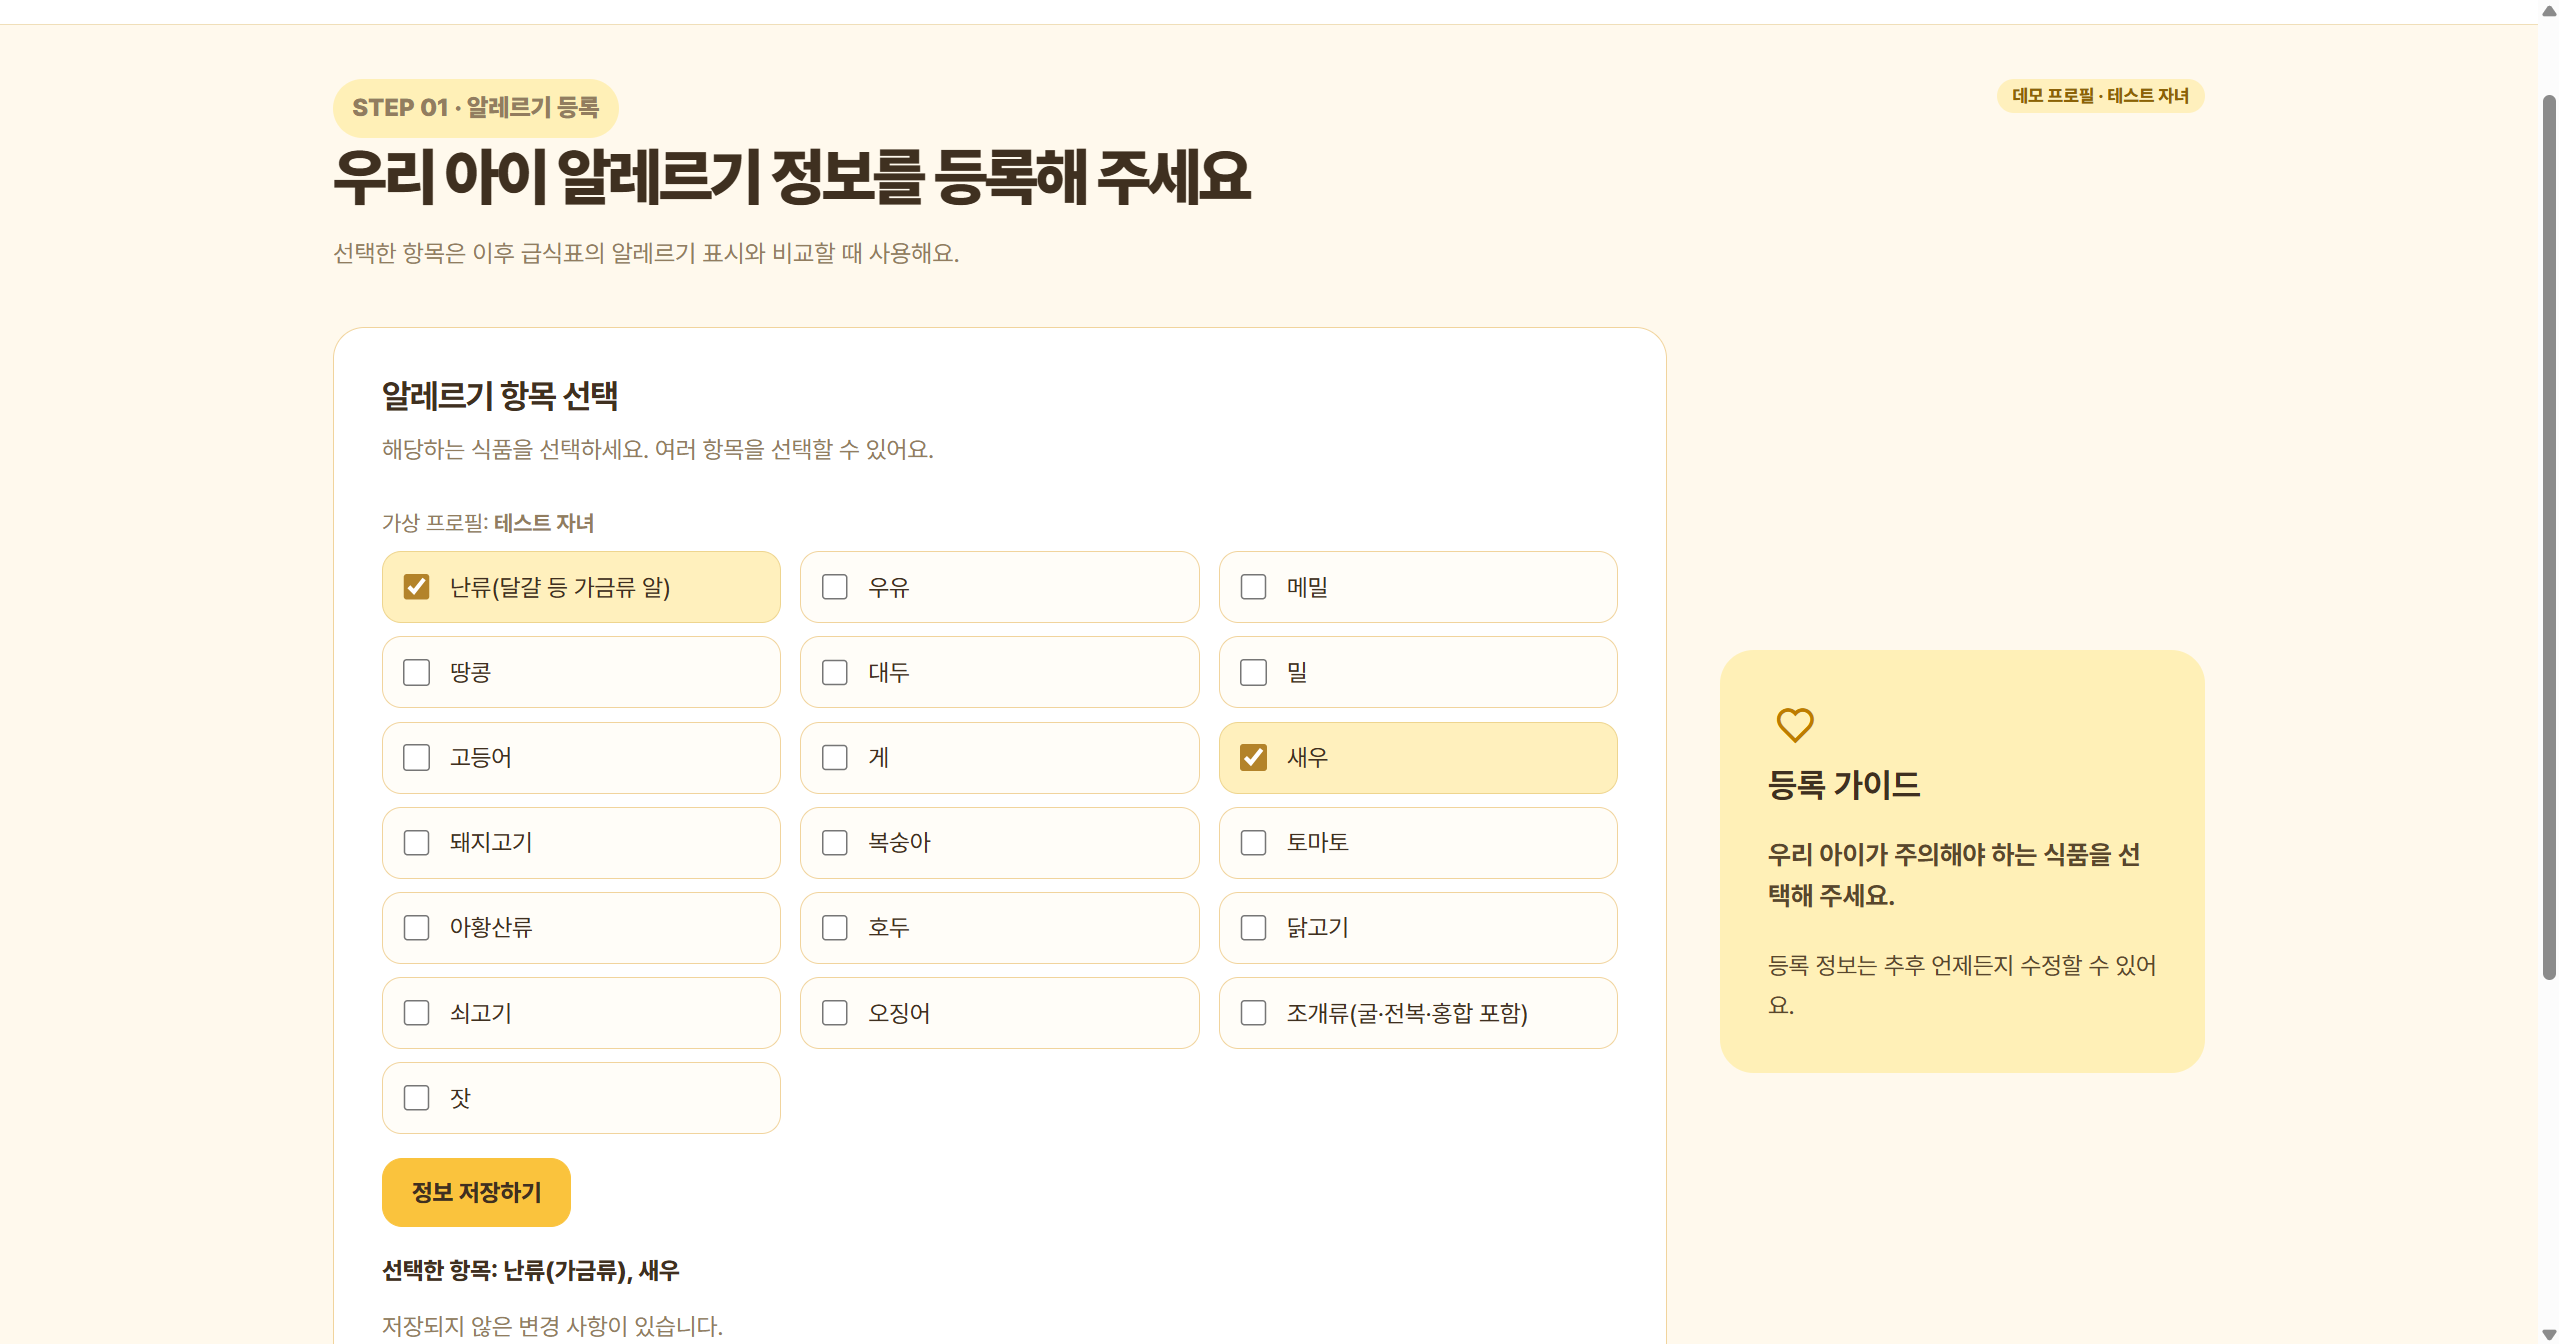 STEP 01 · 알레르기 등록
데모 프로필 · 테스트 자녀
우리 아이 알레르기 정보를 등록해 주세요
선택한 항목은 이후 급식표의 알레르기 표시와 비교할 때 사용해요.
알레르기 항목 선택
해당하는 식품을 선택하세요. 여러 항목을 선택할 수 있어요.
가상 프로필: 테스트 자녀
난류(달걀 등 가금류 알)
우유
메밀
땅콩
대두
밀
고등어
게
새우
돼지고기
복숭아
토마토
아황산류
호두
닭고기
쇠고기
오징어
조개류(굴·전복·홍합 포함)
잣
정보 저장하기
선택한 항목: 난류(가금류), 새우
저장되지 않은 변경 사항이 있습니다.
등록 가이드
우리 아이가 주의해야 하는 식품을 선
택해 주세요.
등록 정보는 추후 언제든지 수정할 수 있어
요.